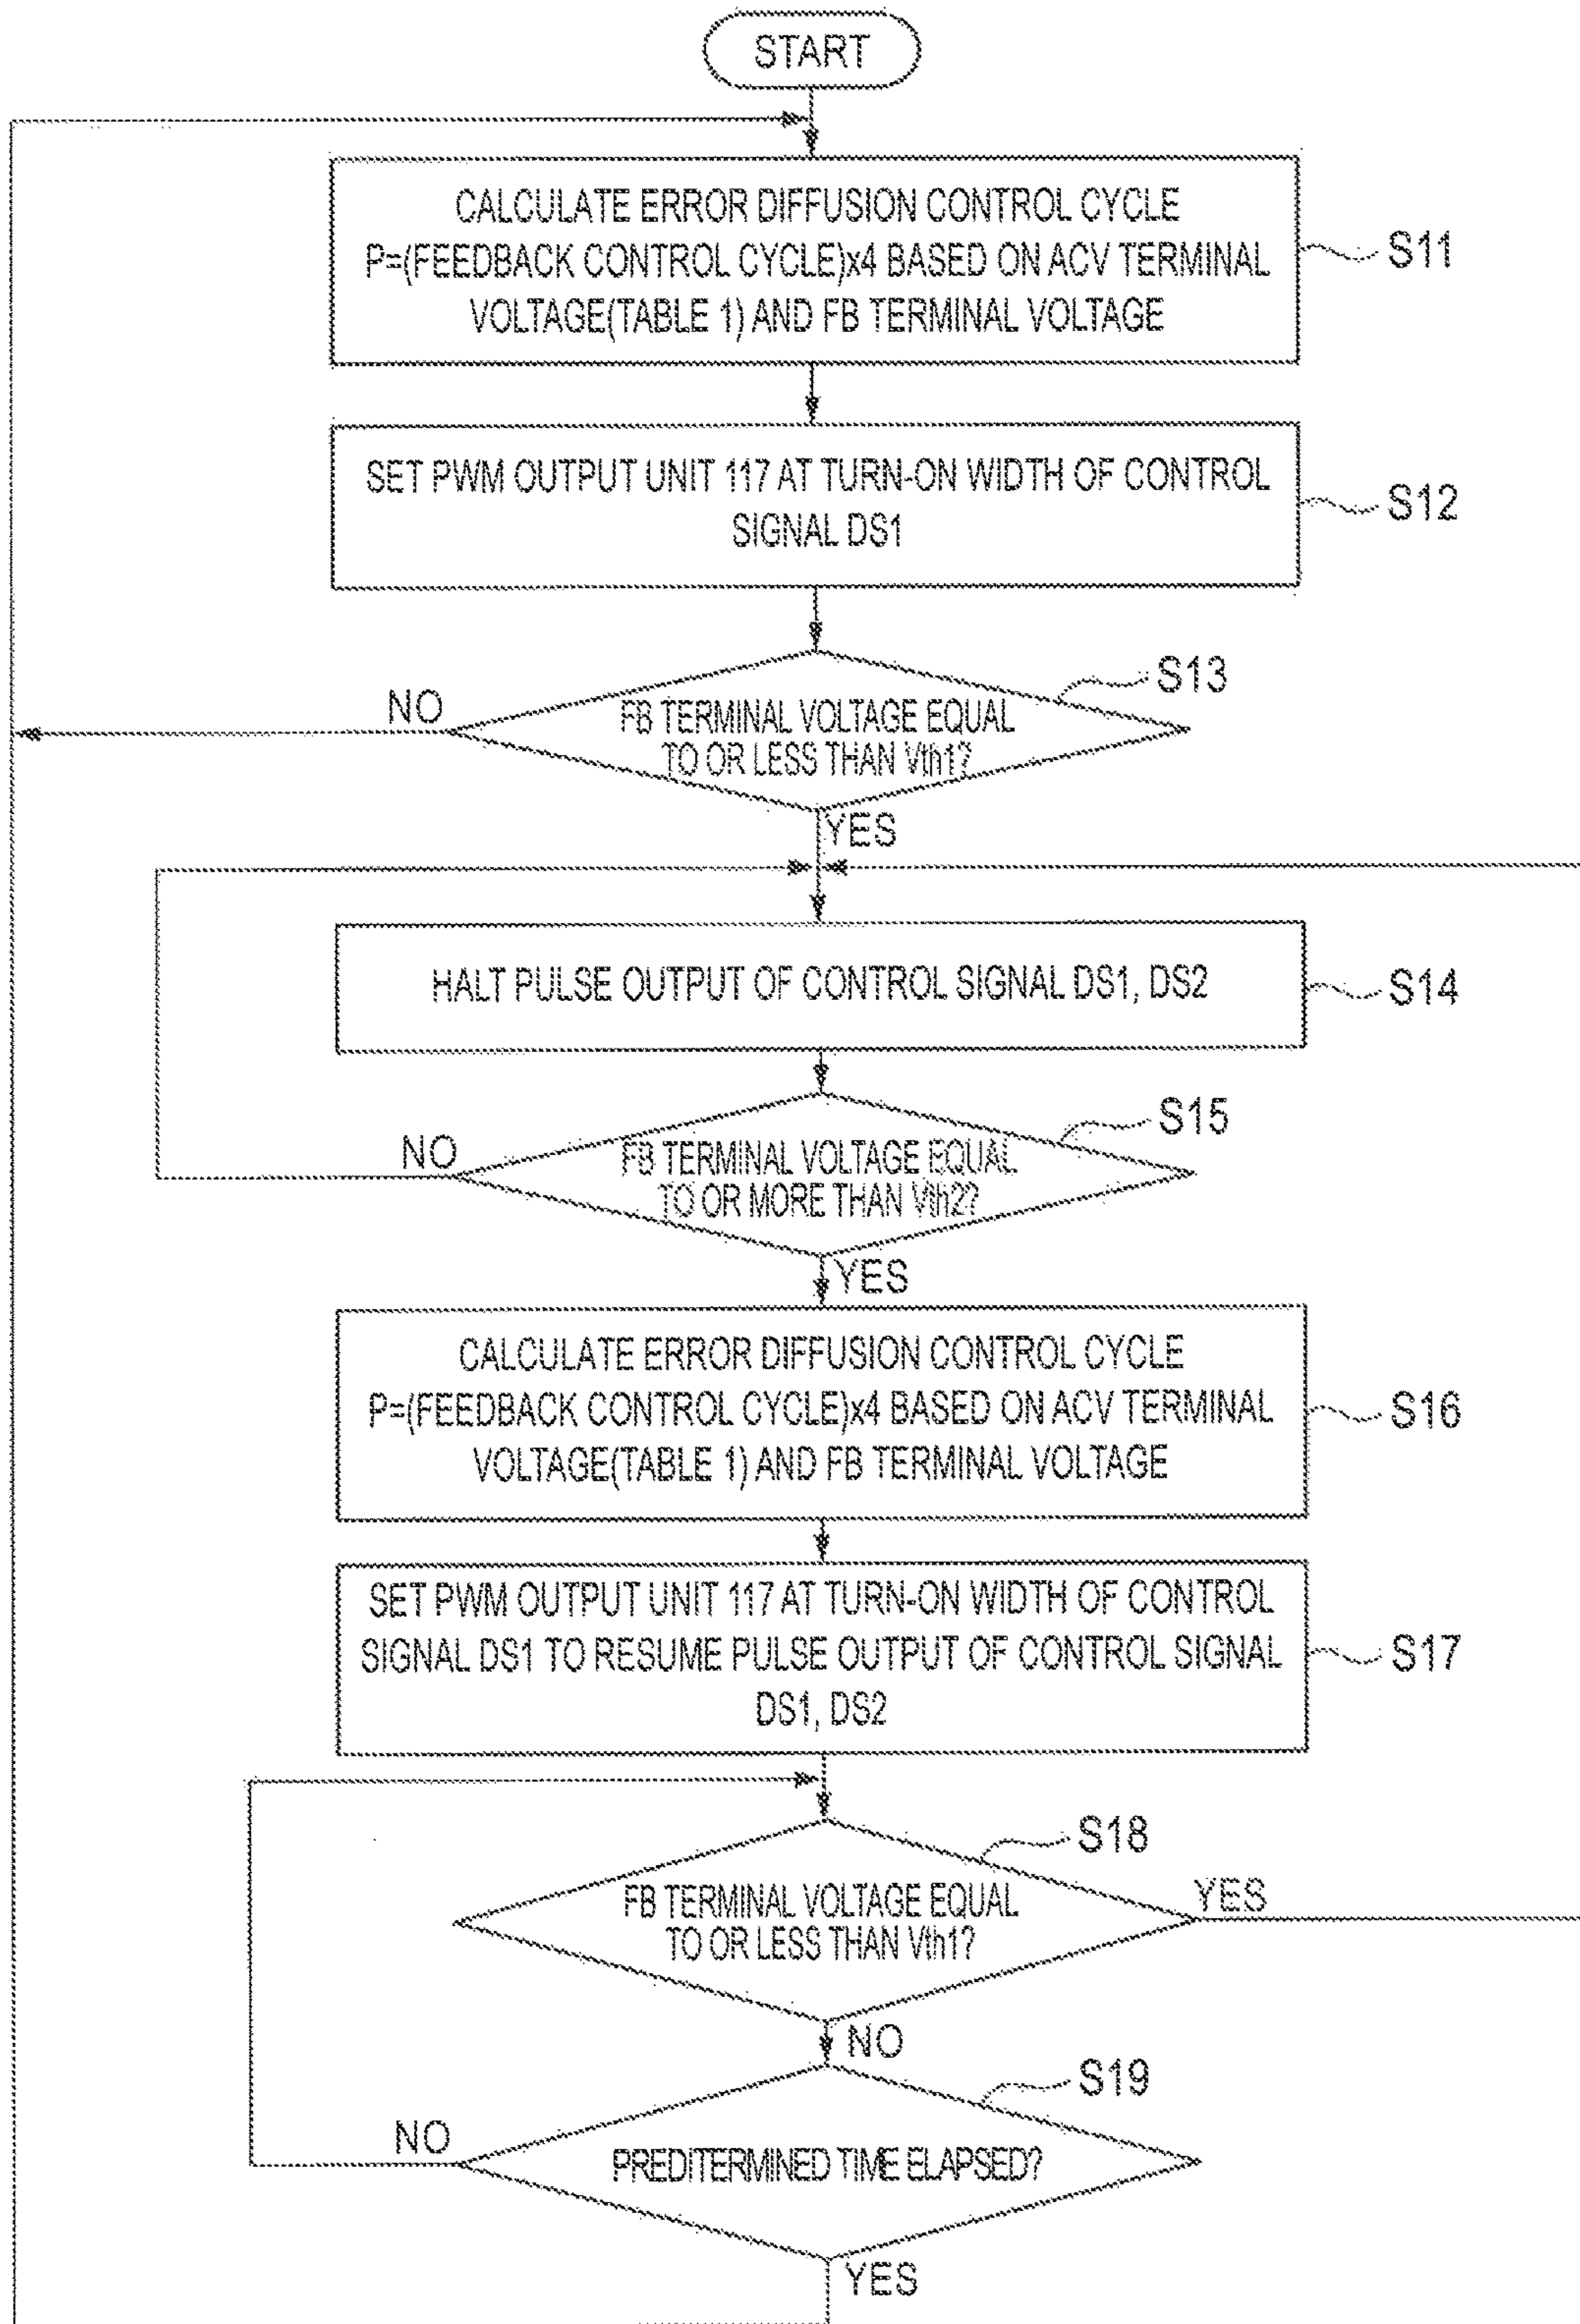 START
CALCULATE ERROR DIFFUSION CONTROL CYCLE
P=(FEEDBACK CONTROL CYCLE)x4 BASED ON ACV TERMINAL
VOLTAGE(TABLE 1) AND FB TERMINAL VOLTAGE
S11
SET PWM OUTPUT UNIT 117 AT TURN-ON WIDTH OF CONTROL
SIGNAL DS1
S12
S13
NO
FB TERMINAL VOLTAGE EQUAL
TO OR LESS THAN Vth1?
YES
HALT PULSE OUTPUT OF CONTROL SIGNAL DS1, DS2
S14
S15
NO
FB TERMINAL VOLTAGE EQUAL
TO OR MORE THAN Vth2?
YES
CALCULATE ERROR DIFFUSION CONTROL CYCLE
P=(FEEDBACK CONTROL CYCLE)x4 BASED ON ACV TERMINAL
VOLTAGE(TABLE 1) AND FB TERMINAL VOLTAGE
S16
SET PWM OUTPUT UNIT 117 AT TURN-ON WIDTH OF CONTROL
SIGNAL DS1 TO RESUME PULSE OUTPUT OF CONTROL SIGNAL
DS1, DS2
S17
S18
FB TERMINAL VOLTAGE EQUAL
TO OR LESS THAN Vth1?
YES
NO
S19
NO
PREDITERMINED TIME ELAPSED?
YES